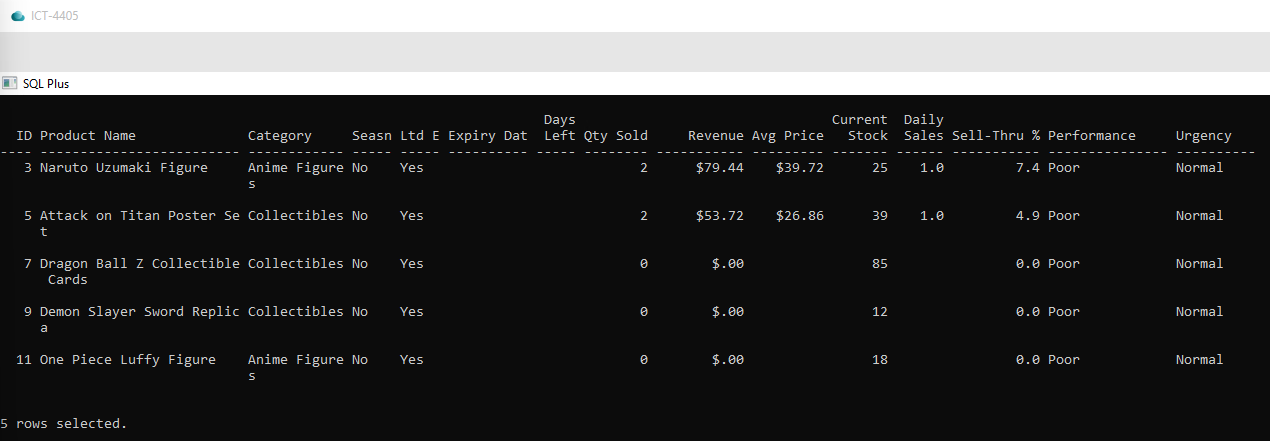 ICT-4405
SQL Plus
                                                                    Days                                Current  Daily
  ID Product Name              Category     Seasn Ltd E Expiry Dat  Left Qty Sold     Revenue Avg Price   Stock  Sales Sell-Thru % Performance     Urgency
---- ------------------------- ------------ ----- ----- ---------- ----- -------- ----------- --------- ------- ------ ----------- --------------- ----------
   3 Naruto Uzumaki Figure     Anime Figure No    Yes                           2      $79.44    $39.72      25    1.0         7.4 Poor            Normal
                               s
   5 Attack on Titan Poster Se Collectibles No    Yes                           2      $53.72    $26.86      39    1.0         4.9 Poor            Normal
     t
   7 Dragon Ball Z Collectible Collectibles No    Yes                           0        $.00                85                0.0 Poor            Normal
      Cards
   9 Demon Slayer Sword Replic Collectibles No    Yes                           0        $.00                12                0.0 Poor            Normal
     a
  11 One Piece Luffy Figure    Anime Figure No    Yes                           0        $.00                18                0.0 Poor            Normal
                               s
5 rows selected.